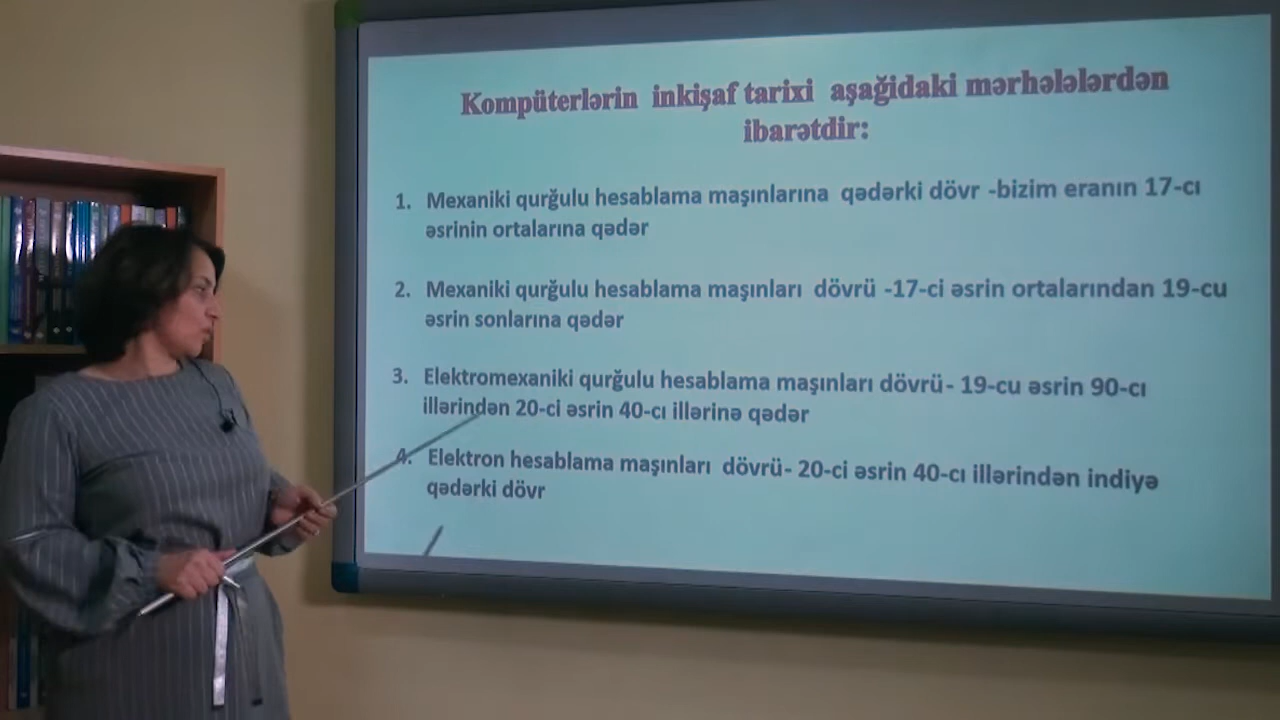 Kompüterlərin inkişaf tarixi aşağidaki mərhələlərdən
ibarətdir:
1. Mexaniki qurğulu hesablama maşınlarına qədərki dövr -bizim eranın 17-cı
əsrinin ortalarına qədər
2. Mexaniki qurğulu hesablama maşınları dövrü -17-ci əsrin ortalarından 19-cu
əsrin sonlarına qədər
3. Elektromexaniki qurğulu hesablama maşınları dövrü- 19-cu əsrin 90-cı
illərindən 20-ci əsrin 40-cı illərinə qədər
4. Elektron hesablama maşınları dövrü- 20-ci əsrin 40-cı illərindən indiyə
qədərki dövr